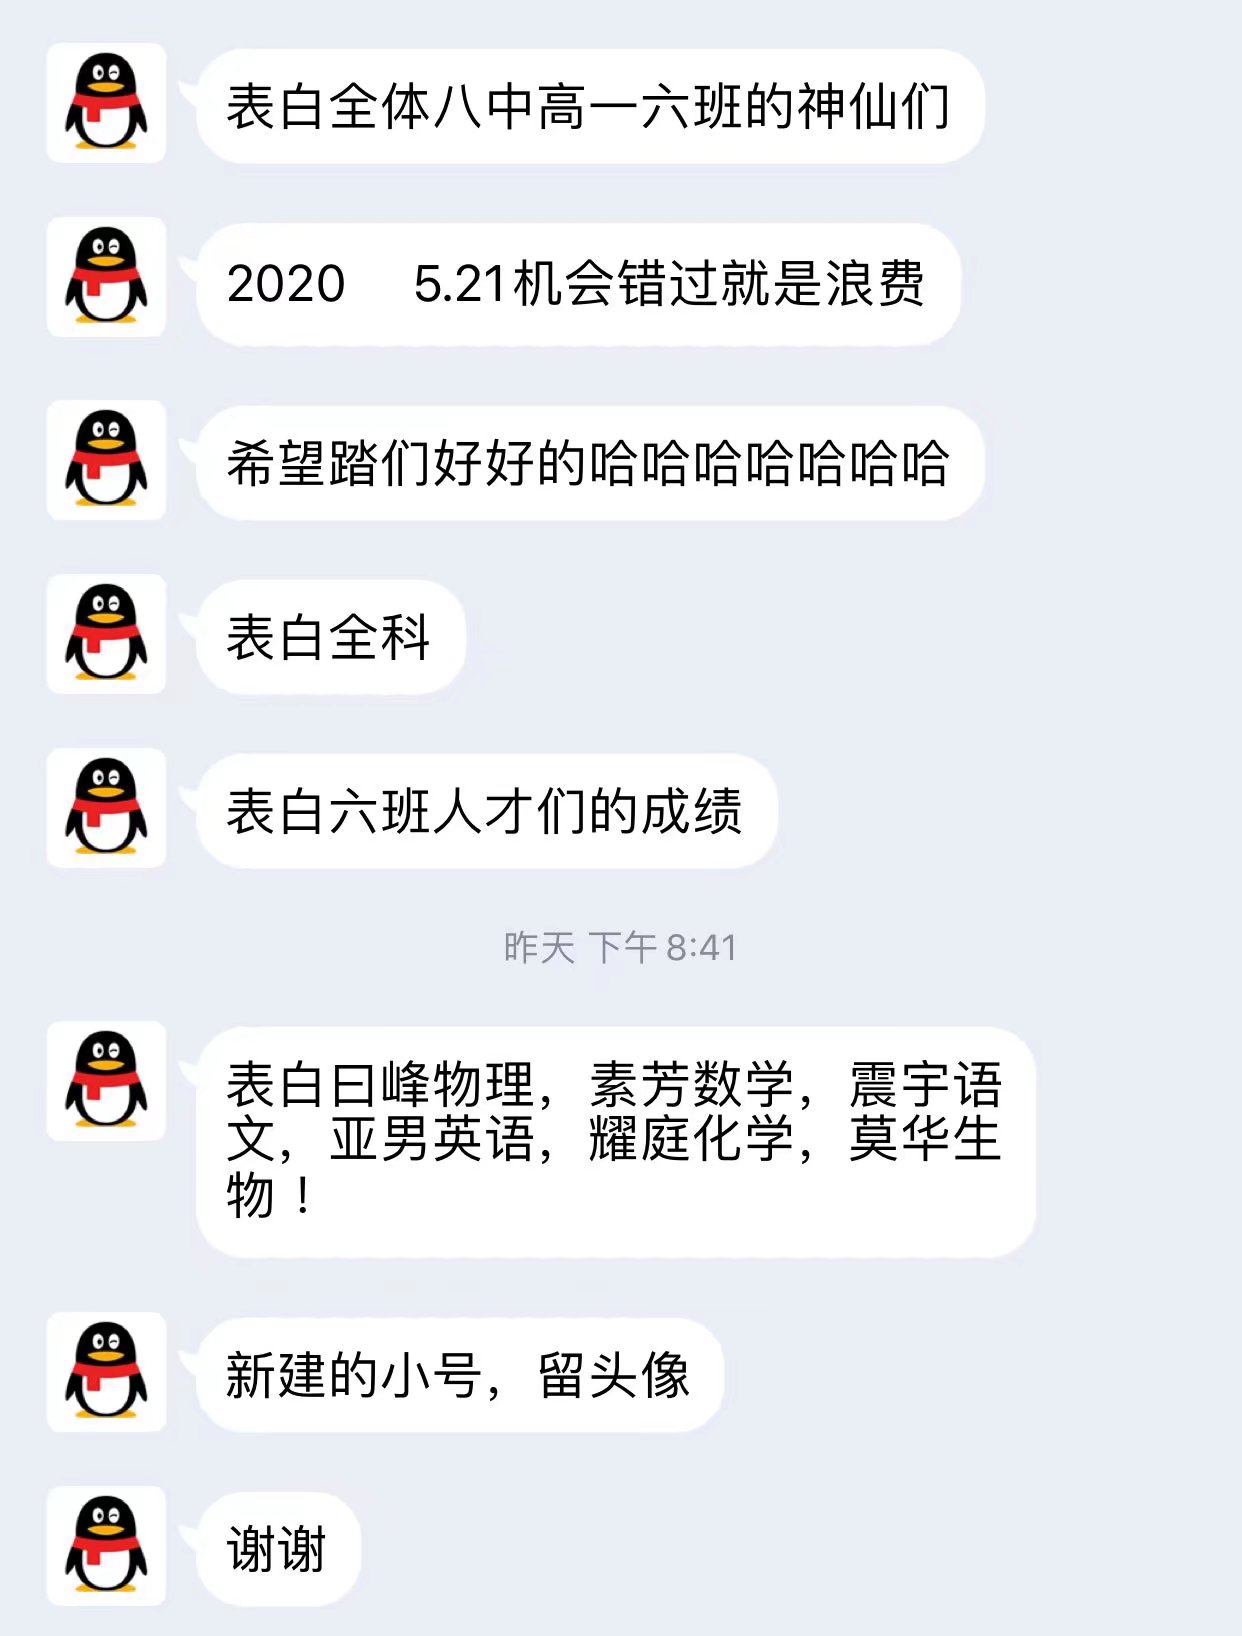 表白全体八中高一六班的神仙们
2020 5.21机会错过就是浪费
希望踏们好好的哈哈哈哈哈哈哈
表白全科
表白六班人才们的成绩
昨天 下午 8:41
表白曰峰物理，素芳数学，震宇语
文，亚男英语，耀庭化学，莫华生
物！
新建的小号，留头像
谢谢